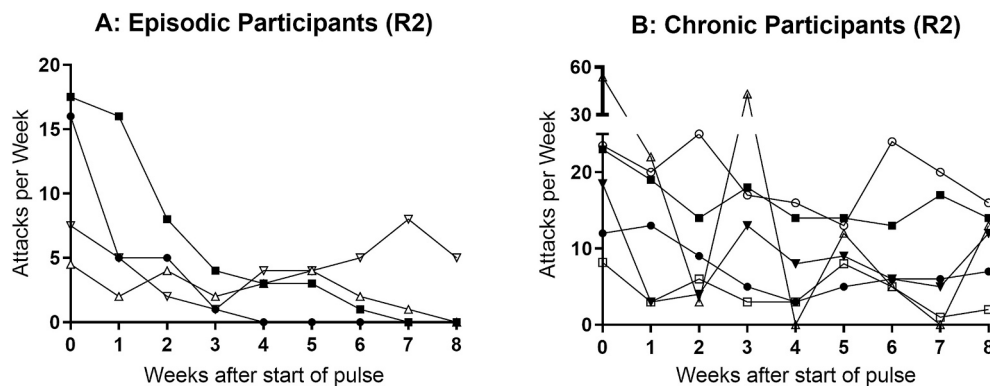 A: Episodic Participants (R2)
Attacks per Week
20
15
10
5
0
0 1 2 3 4 5 6 7 8
Weeks after start of pulse
B: Chronic Participants (R2)
Attacks per Week
60
30
20
10
0
0 1 2 3 4 5 6 7 8
Weeks after start of pulse